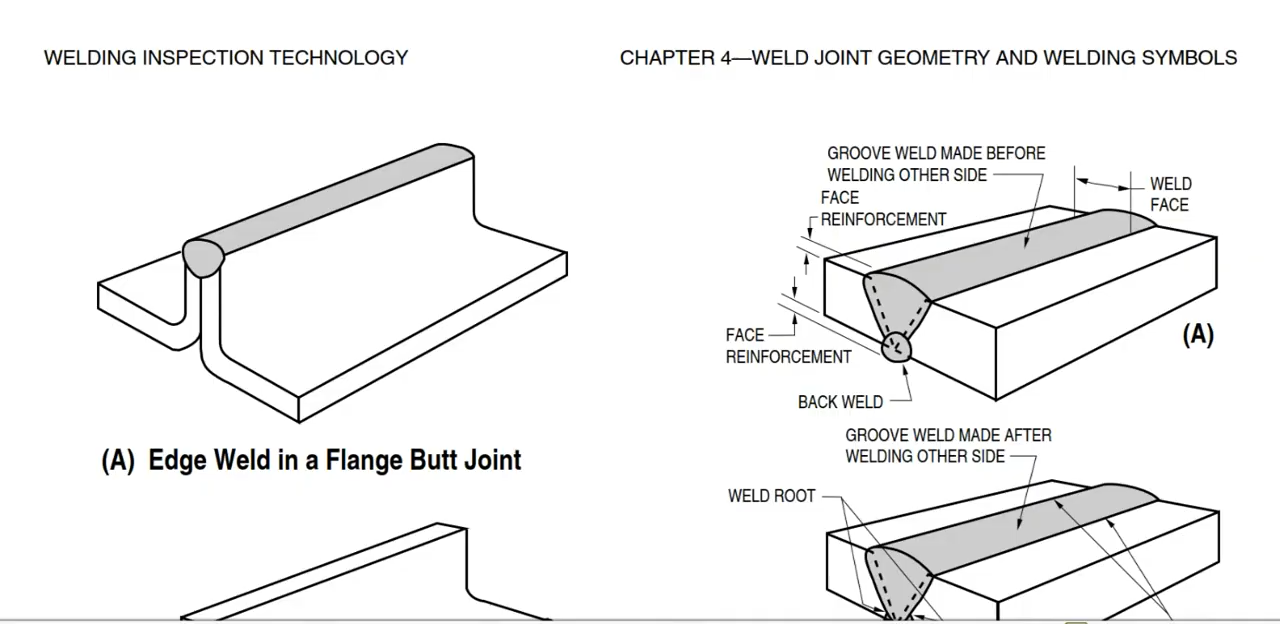 WELDING INSPECTION TECHNOLOGY
CHAPTER 4—WELD JOINT GEOMETRY AND WELDING SYMBOLS
(A) Edge Weld in a Flange Butt Joint
GROOVE WELD MADE BEFORE
WELDING OTHER SIDE
FACE
REINFORCEMENT
WELD
FACE
FACE
REINFORCEMENT
(A)
BACK WELD
GROOVE WELD MADE AFTER
WELDING OTHER SIDE
WELD ROOT